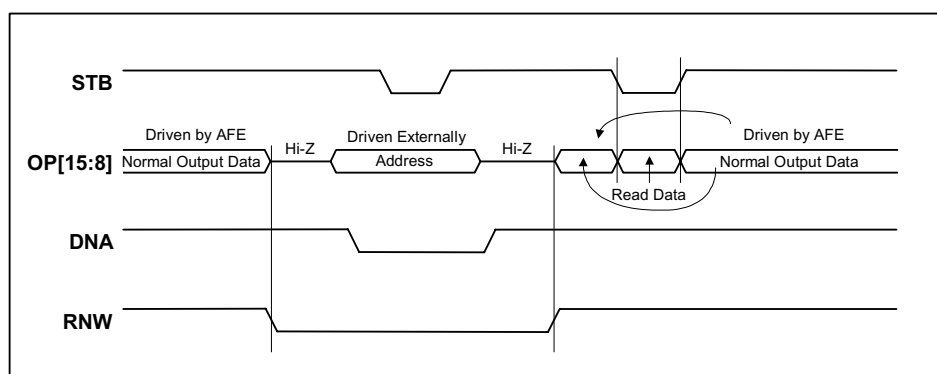 STB
Driven by AFE
Hi-Z
Driven Externally
Hi-Z
Driven by AFE
OP[15:8]
Normal Output Data
Address
Normal Output Data
Read Data
DNA
RNW